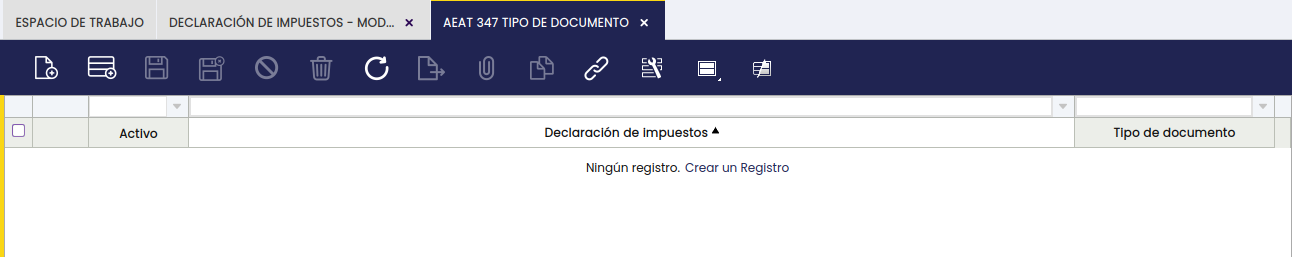 ESPACIO DE TRABAJO DECLARACIÓN DE IMPUESTOS - MOD... × AEAT 347 TIPO DE DOCUMENTO ×
Activo Declaración de Impuestos ▲ Tipo de documento
Ningún registro. Crear un Registro